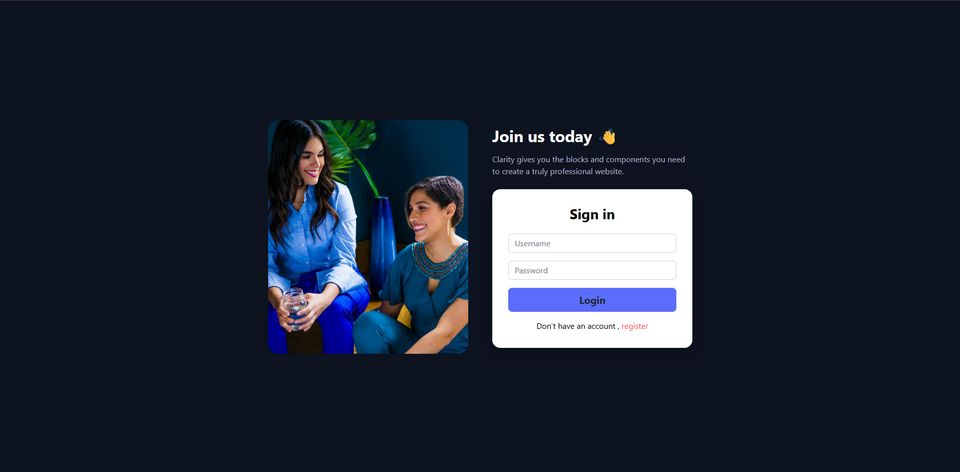 Join us today 👋
Clarity gives you the blocks and components you need
to create a truly professional website.
Sign in
Username
Password
Login
Don't have an account , register